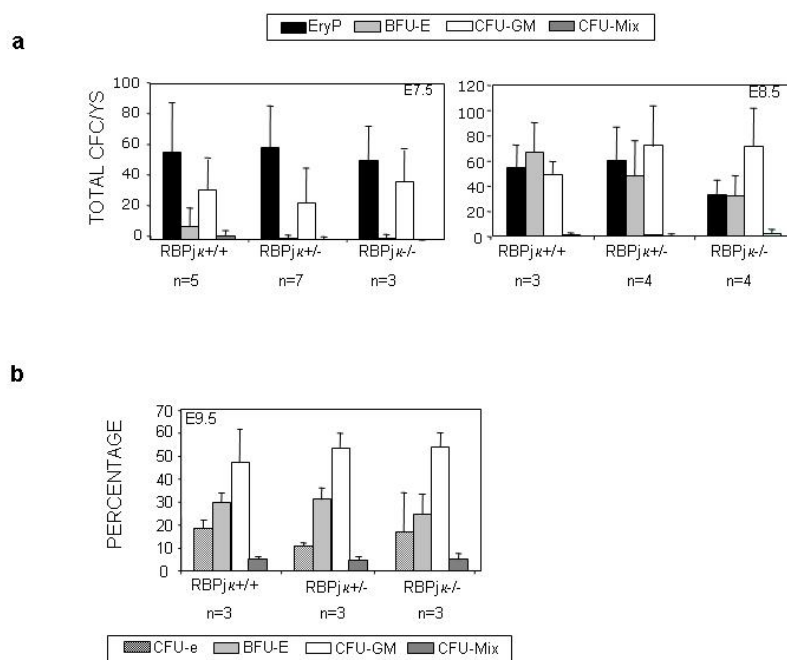 EryP BFU-E CFU-GM CFU-Mix
a
TOTAL CFC/YS
100
80
60
40
20
0
E7.5
RBPjκ+/+ RBPjκ+/- RBPjκ-/-
n=5 n=7 n=3
120
100
80
60
40
20
0
E8.5
RBPjκ+/+ RBPjκ+/- RBPjκ-/-
n=3 n=4 n=4
b
PERCENTAGE
70
60
50
40
30
20
10
0
E9.5
RBPjκ+/+ RBPjκ+/- RBPjκ-/-
n=3 n=3 n=3
CFU-e BFU-E CFU-GM CFU-Mix